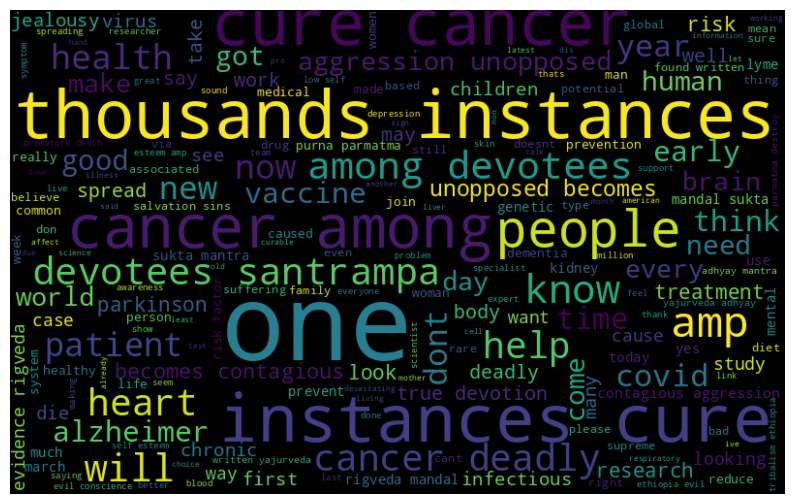 jealousy virus take cure cancer women global risk working mean sure
spreading researcher hand
health got aggression unopposed year well information
symptom make say work low self latest dis let human found written lyme
great pro thats man thing
thousands instances
sound medical made based children potential
premature death really via drug depression sign skin prevention
good see now may purna parmatma still doesnt early
esteem amp team among devotees man talk support
love illness associated new another
live spread vaccine unopposed becomes brain parmatma destroy
believe common said salvation sins join genetic type mandal sukta
don week affect science cancer among caused liver month american people think
due sukta mantra even curable dementia problem million need
devotees santrampa day specialist kidney every use adhyay mantra
world awareness old suffering family everyone woman expert feel treatment yajurveda adhyay mental
case parkinson person risk factor one body want know time thank amp
show least test scientist cell rare cause diet
patient dont help today yes study
system healthy already seem becomes contagious look mother deadly come many covid link contagious aggression
life prevent devastating living true devotion
evidence rigveda die making heart instances cure
alzheimer done please supreme bad tribalism ethiopia
much self esteem chronic cant cancer deadly ive looking
march will choice written yajurveda last rigveda mandal respiratory right research
saying evil conscience better blood way first infectious ethiopia evil reduce